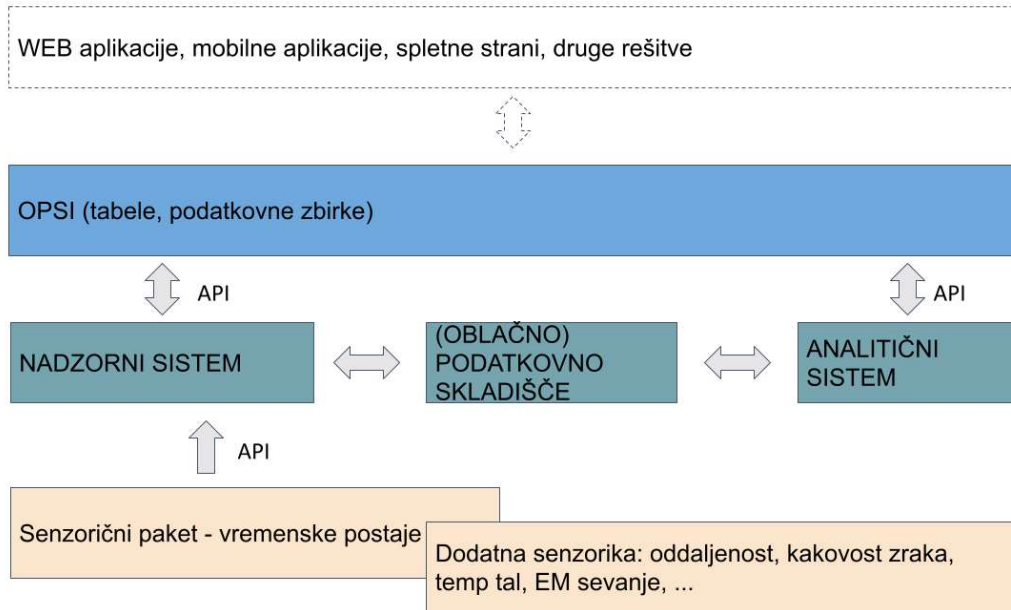 WEB aplikacije, mobilne aplikacije, spletne strani, druge rešitve
OPSI (tabele, podatkovne zbirke)
API
API
NADZORNI SISTEM
(OBLAČNO)
PODATKOVNO
SKLADIŠČE
ANALITIČNI
SISTEM
API
Senzorični paket - vremenske postaje
Dodatna senzorika: oddaljenost, kakovost zraka,
temp tal, EM sevanje, ...